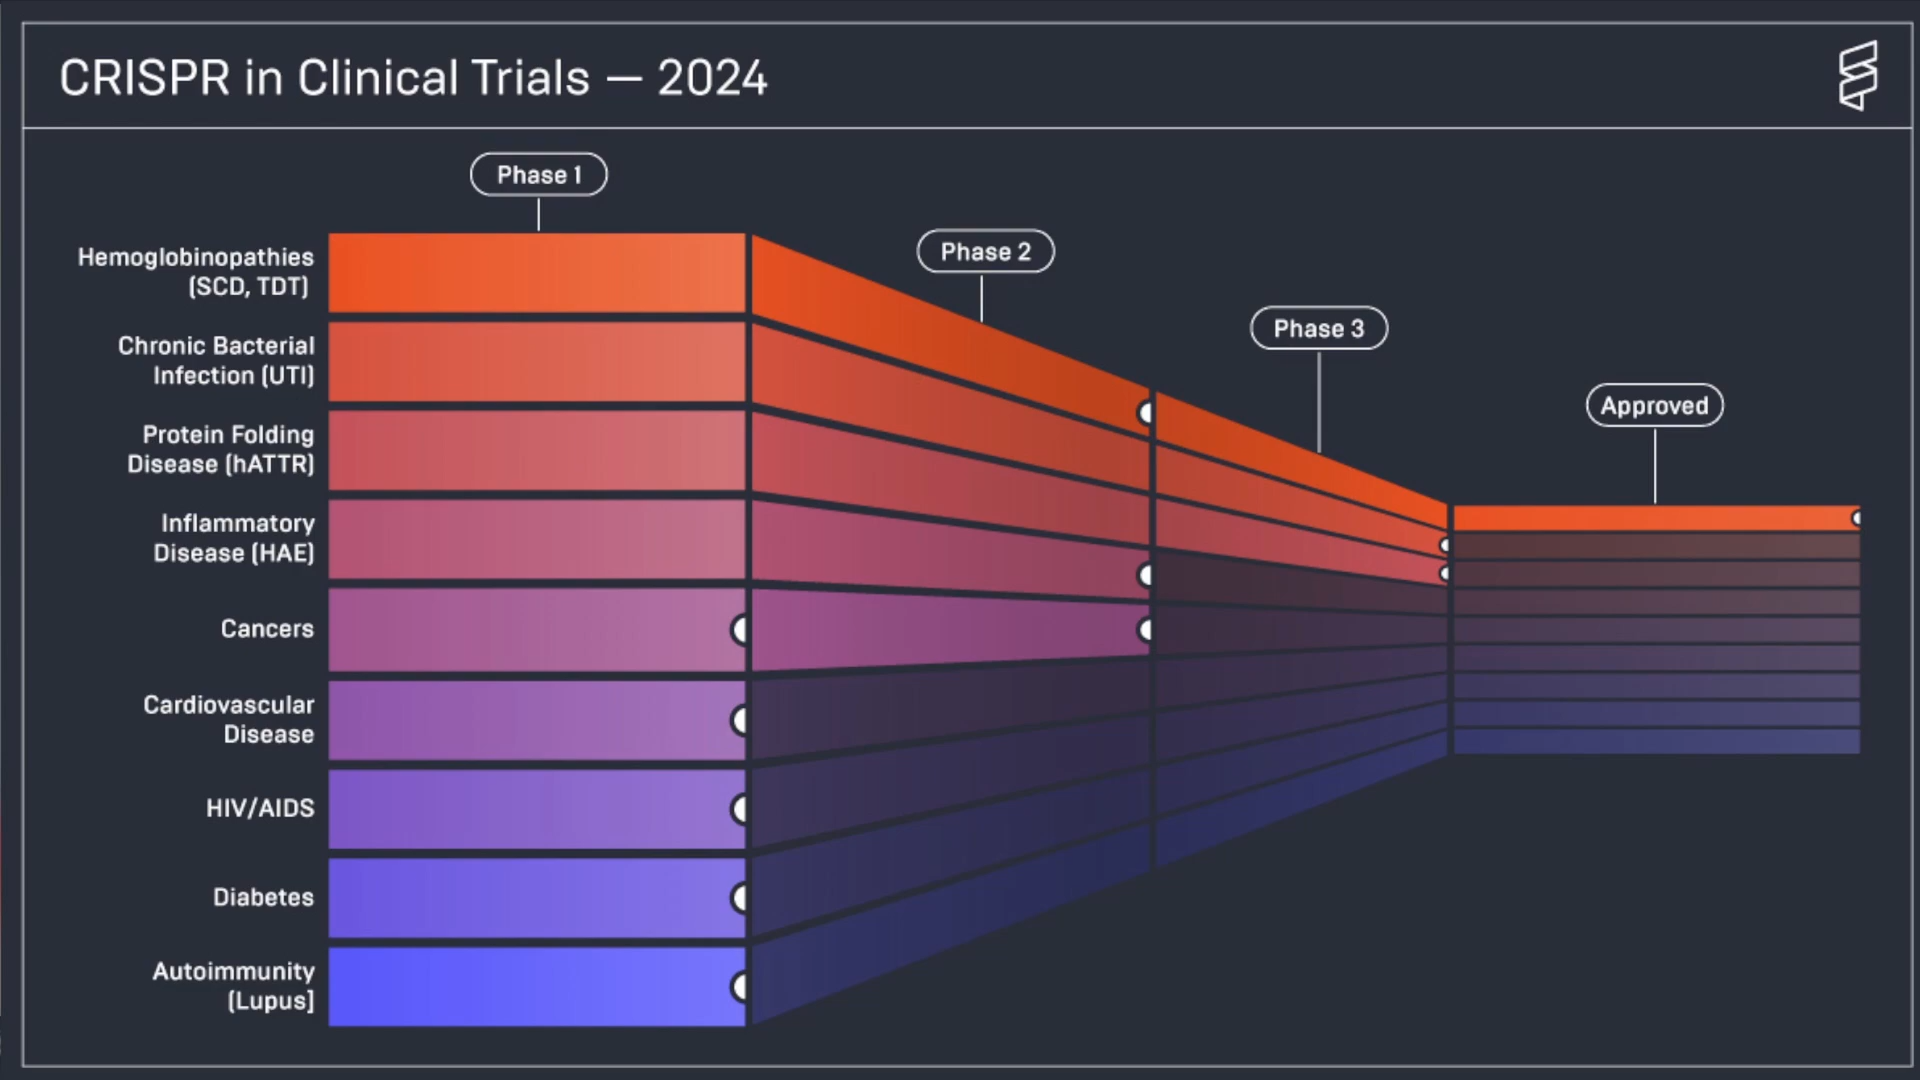 CRISPR in Clinical Trials — 2024
Phase 1
Phase 2
Phase 3
Approved
Hemoglobinopathies
(SCD, TDT)
Chronic Bacterial
Infection (UTI)
Protein Folding
Disease (hATTR)
Inflammatory
Disease (HAE)
Cancers
Cardiovascular
Disease
HIV/AIDS
Diabetes
Autoimmunity
(Lupus]